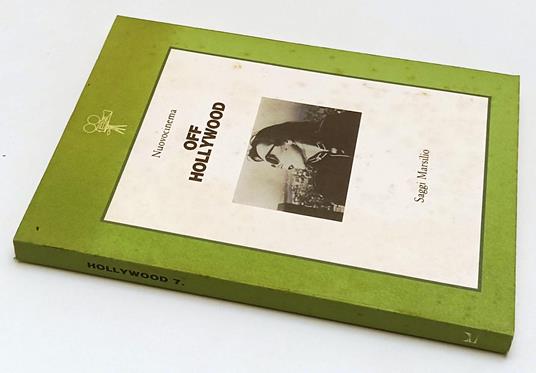 Nuovocinema
OFF
HOLLYWOOD
Saggi Marsilio
HOLLYWOOD 7.